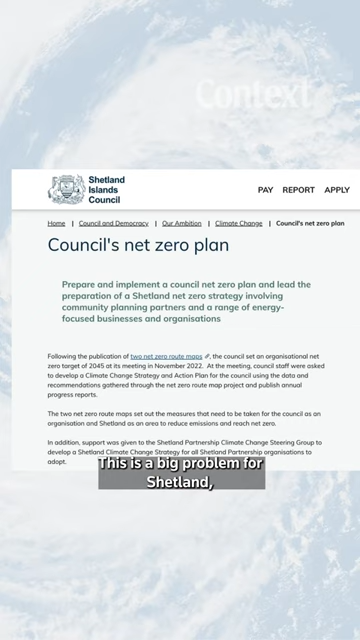 Context
Shetland
Islands
Council
PAY REPORT APPLY
Home | Council and Democracy | Our Ambition | Climate Change | Council's net zero plan
Council's net zero plan
Prepare and implement a council net zero plan and lead the
preparation of a Shetland net zero strategy involving
community planning partners and a range of energy-
focused businesses and organisations
Following the publication of two net zero route maps, the council set an organisational net
zero target of 2045 at its meeting in November 2022. At the meeting, council staff were asked
to develop a Climate Change Strategy and Action Plan for the council using the data and
recommendations gathered through the net zero route map project and publish annual
progress reports.
The two net zero route maps set out the measures that need to be taken for the council as an
organisation and Shetland as an area to reduce emissions and reach net zero.
In addition, support was given to the Shetland Partnership Climate Change Steering Group to
develop a Shetland Climate Change Strategy for all Shetland Partnership organisations to
adopt.
This is a big problem for
Shetland,